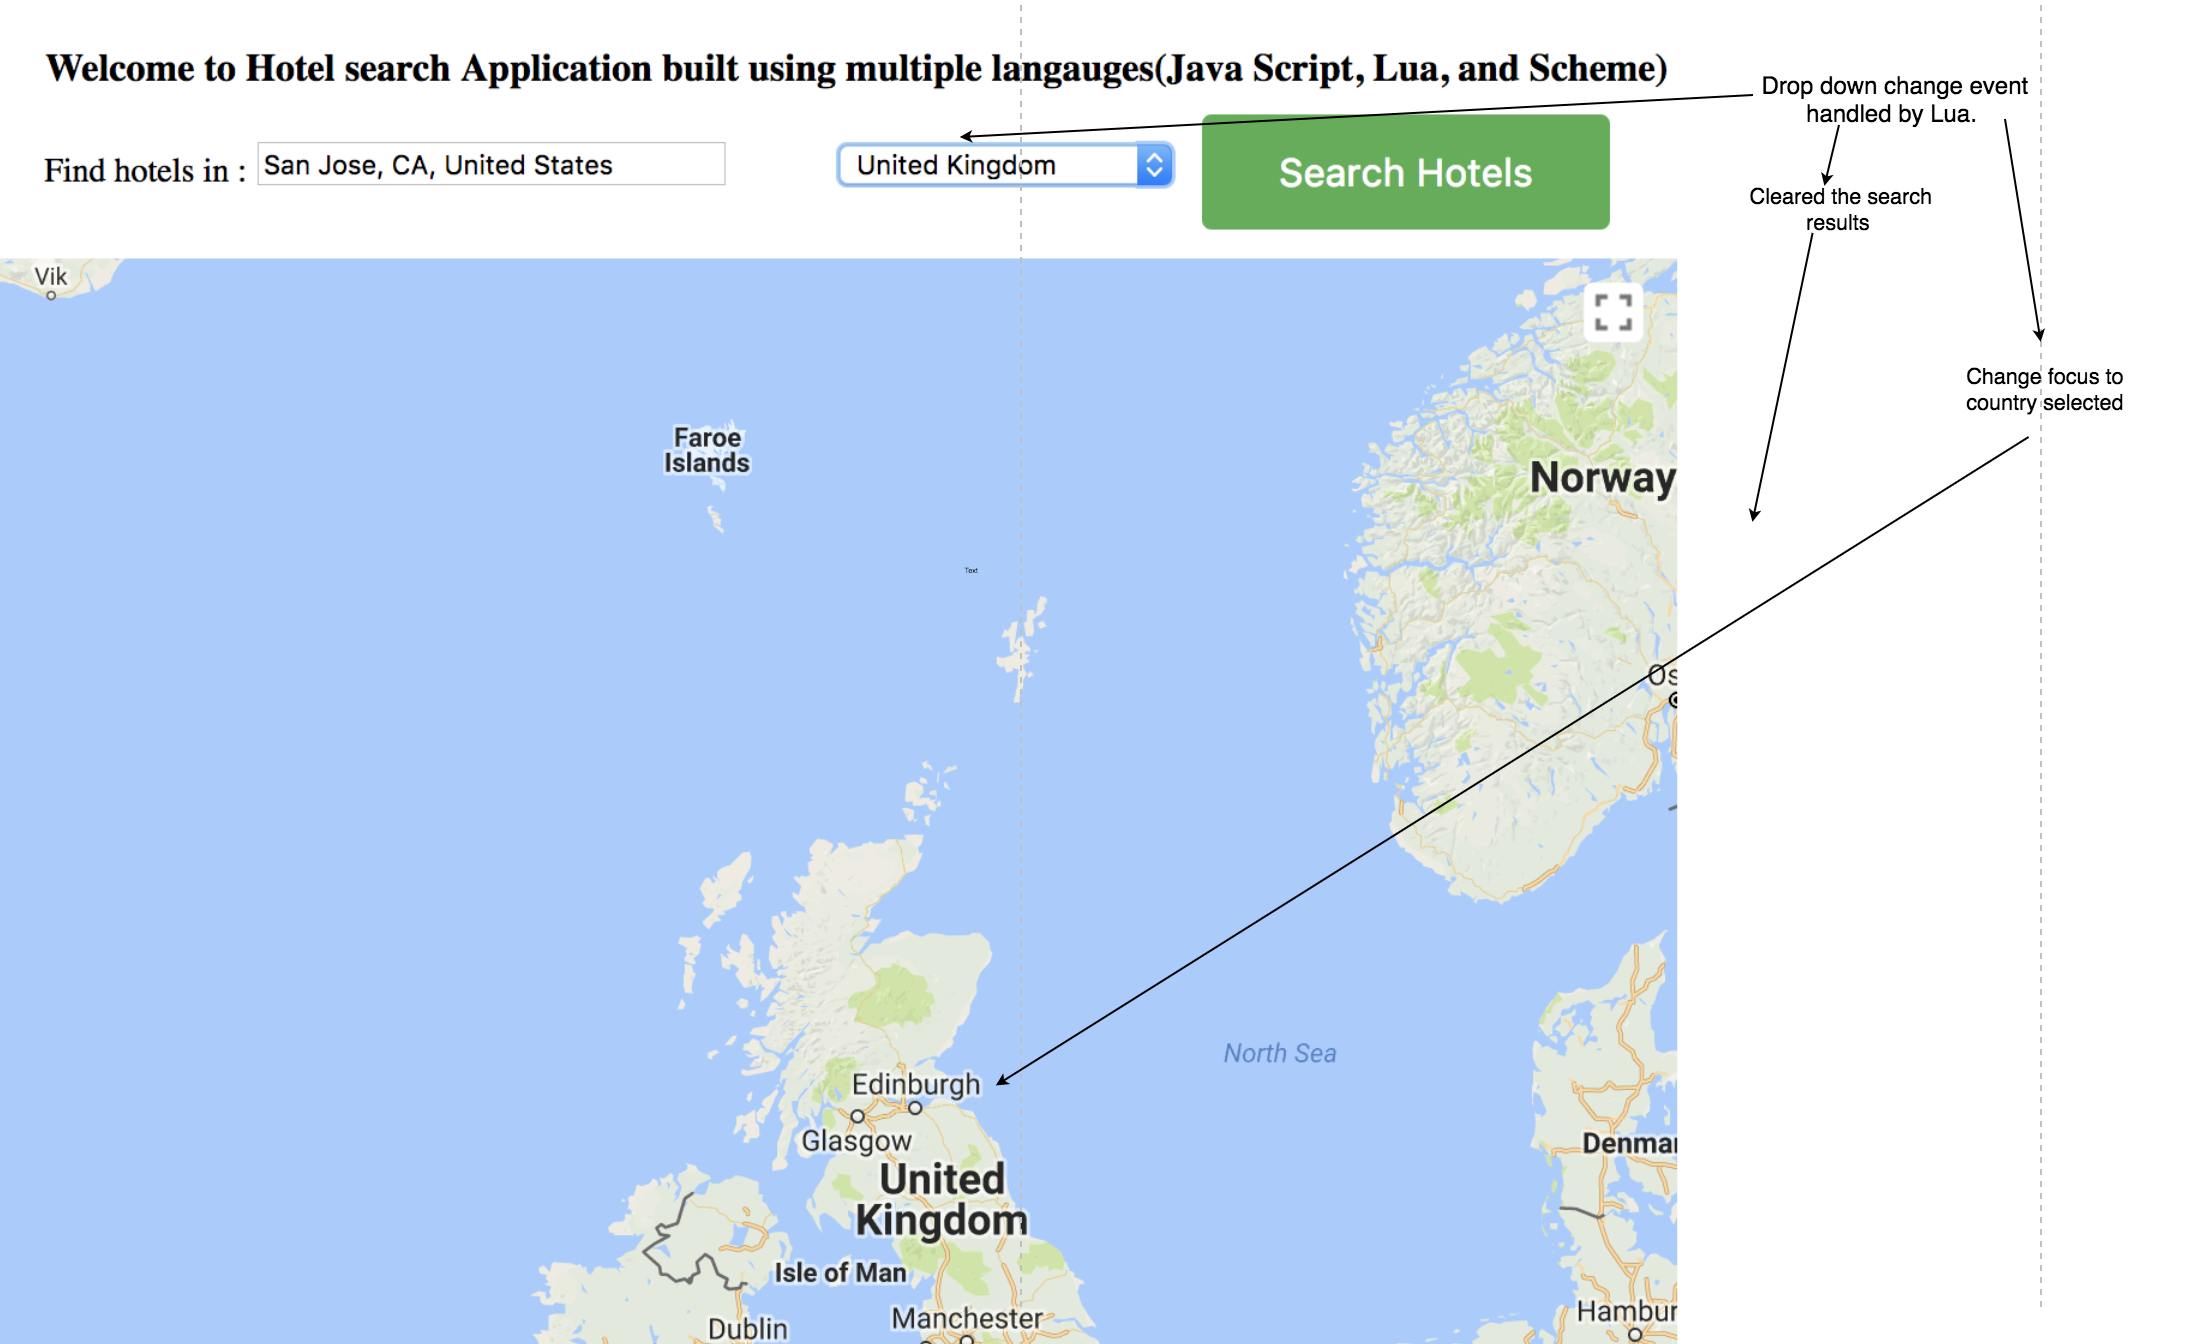 Welcome to Hotel search Application built using multiple langauges(Java Script, Lua, and Scheme)
Drop down change event
handled by Lua.
Find hotels in :
San Jose, CA, United States
United Kingdom
Search Hotels
Cleared the search
results
Vik
Change focus to
country selected
Faroe
Islands
Norway
Text
Os
North Sea
Edinburgh
Glasgow
Denmar
United
Kingdom
Isle of Man
Manchester
Dublin
Hambur